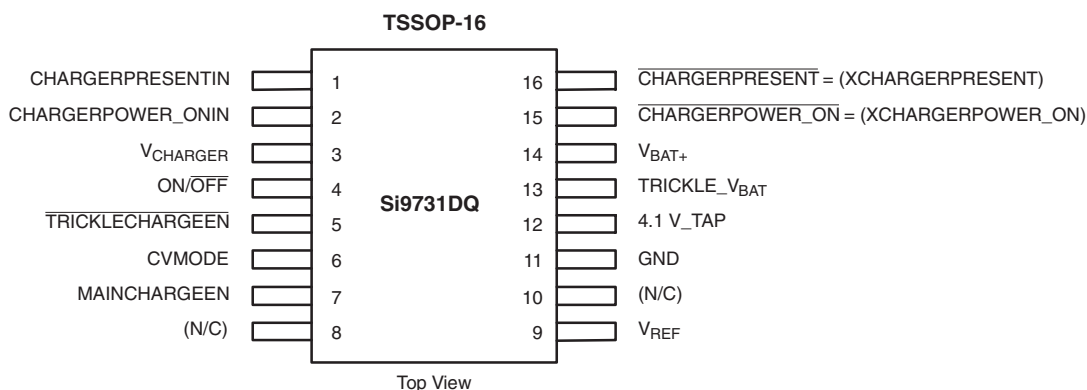 TSSOP-16
CHARGERPRESENTIN 1 16 CHARGERPRESENT = (XCHARGERPRESENT)
CHARGERPOWER_ONIN 2 15 CHARGERPOWER_ON = (XCHARGERPOWER_ON)
VCHARGER 3 14 VBAT+
ON/OFF 4 13 TRICKLE_VBAT
Si9731DQ
TRICKLECHARGEEN 5 12 4.1 V_TAP
CVMODE 6 11 GND
MAINCHARGEEN 7 10 (N/C)
(N/C) 8 9 VREF
Top View